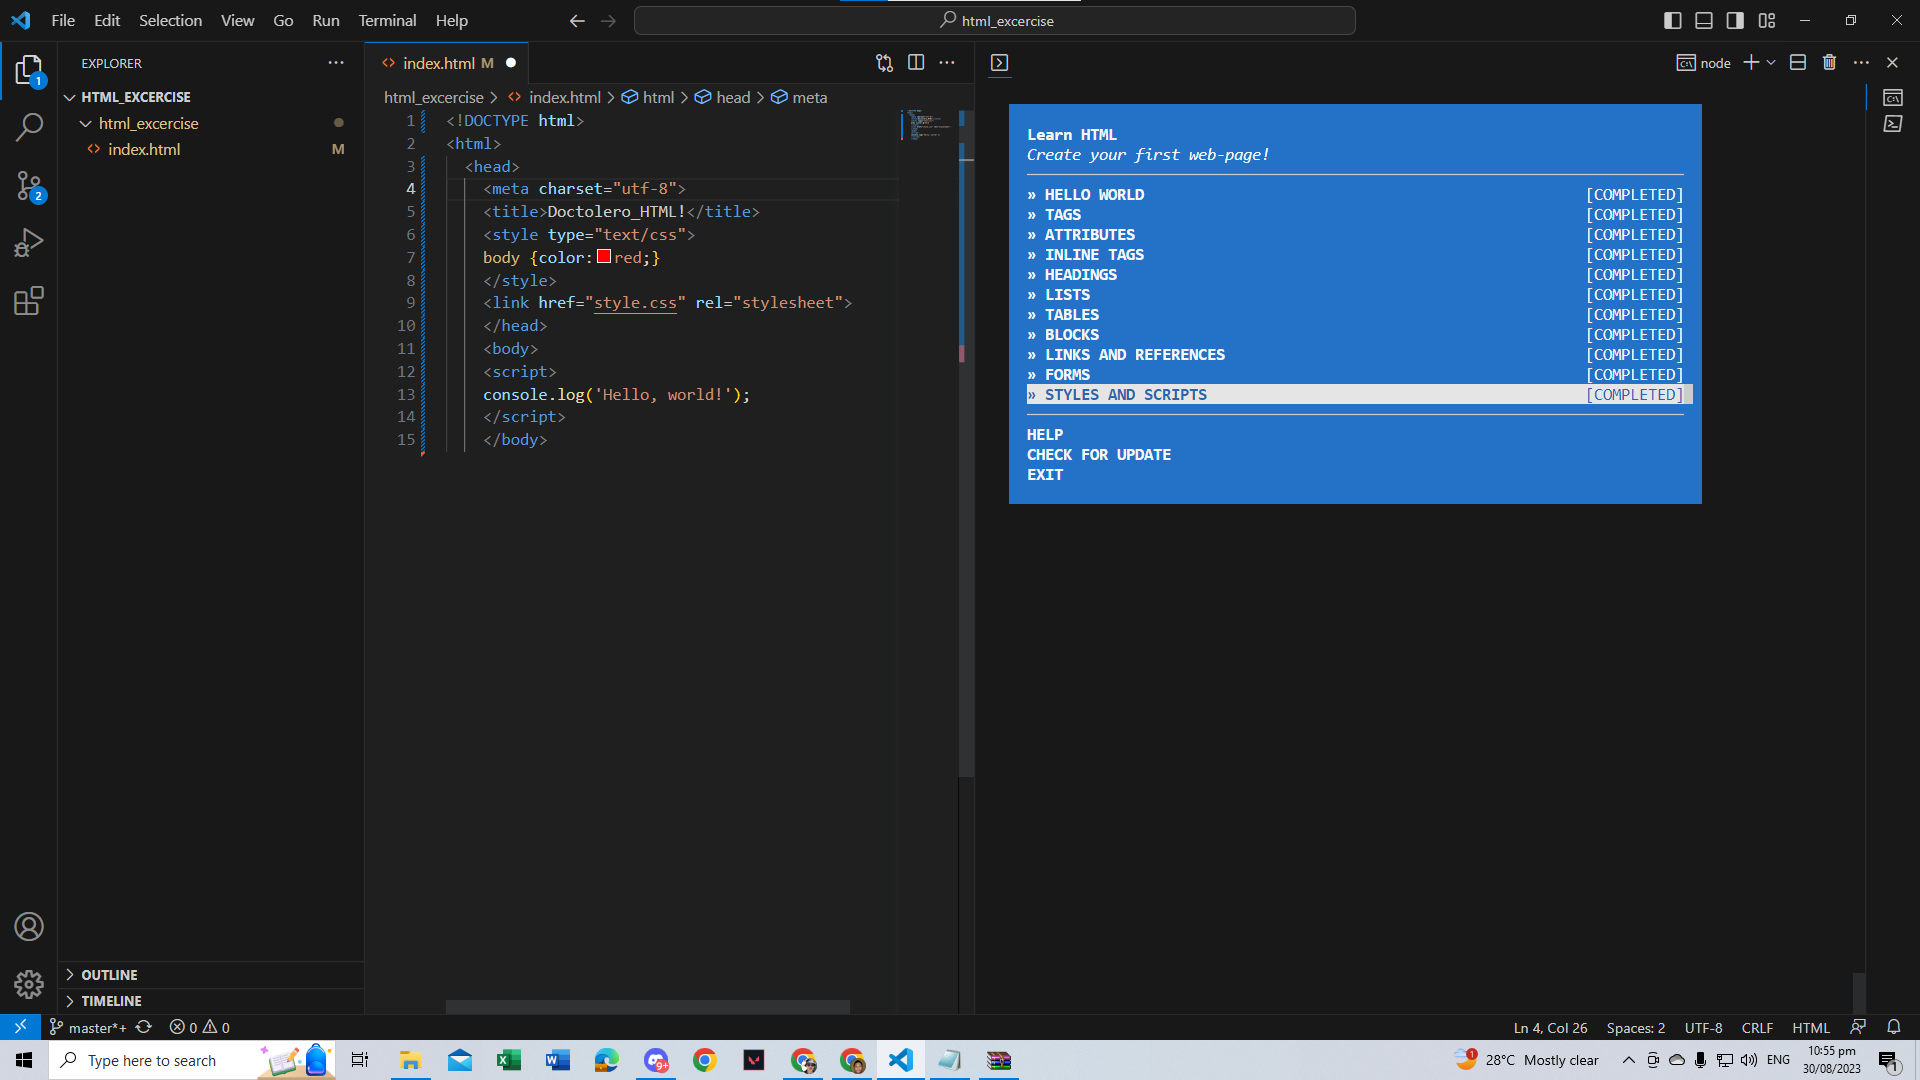 File Edit Selection View Go Run Terminal Help
html_excercise
EXPLORER
HTML_EXCERCISE
html_excercise
index.html M
1
2
index.html M
html_excercise > index.html > html > head > meta
1 <!DOCTYPE html>
2 <html>
3 <head>
4 <meta charset="utf-8">
5 <title>Doctolero_HTML!</title>
6 <style type="text/css">
7 body {color: red;}
8 </style>
9 <link href="style.css" rel="stylesheet">
10 </head>
11 <body>
12 <script>
13 console.log('Hello, world!');
14 </script>
15 </body>
node
Learn HTML
Create your first web-page!
» HELLO WORLD [COMPLETED]
» TAGS [COMPLETED]
» ATTRIBUTES [COMPLETED]
» INLINE TAGS [COMPLETED]
» HEADINGS [COMPLETED]
» LISTS [COMPLETED]
» TABLES [COMPLETED]
» BLOCKS [COMPLETED]
» LINKS AND REFERENCES [COMPLETED]
» FORMS [COMPLETED]
» STYLES AND SCRIPTS [COMPLETED]
HELP
CHECK FOR UPDATE
EXIT
OUTLINE
TIMELINE
master*+ 0 0 Ln 4, Col 26 Spaces: 2 UTF-8 CRLF HTML
Type here to search 9+ 1 28°C Mostly clear ENG 10:55 pm
30/08/2023 1